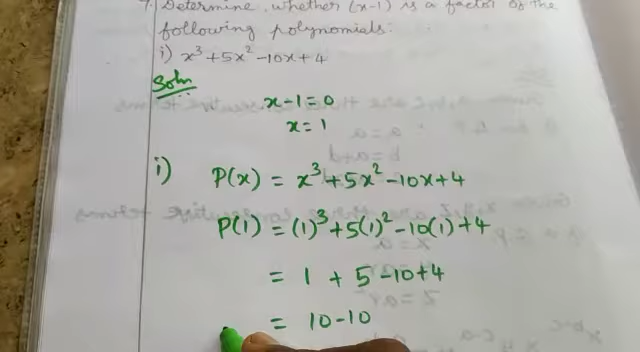 7. Determine whether (x-1) is a factor of the
following polynomials:
i) x³ + 5x² - 10x + 4
Soln
x - 1 = 0
x = 1
i) P(x) = x³ + 5x² - 10x + 4
P(1) = (1)³ + 5(1)² - 10(1) + 4
= 1 + 5 - 10 + 4
= 10 - 10